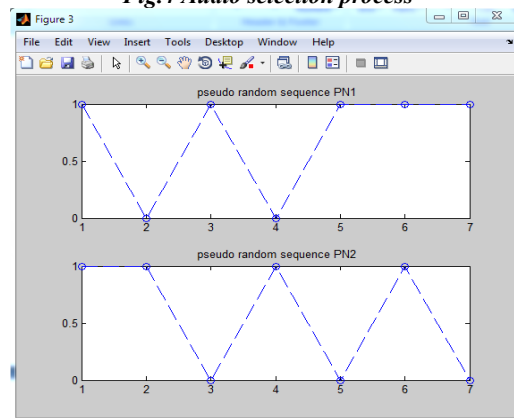 Fig.7 Audio selection process
Figure 3
File Edit View Insert Tools Desktop Window Help
pseudo random sequence PN1
1
0.5
0
1 2 3 4 5 6 7
pseudo random sequence PN2
1
0.5
0
1 2 3 4 5 6 7